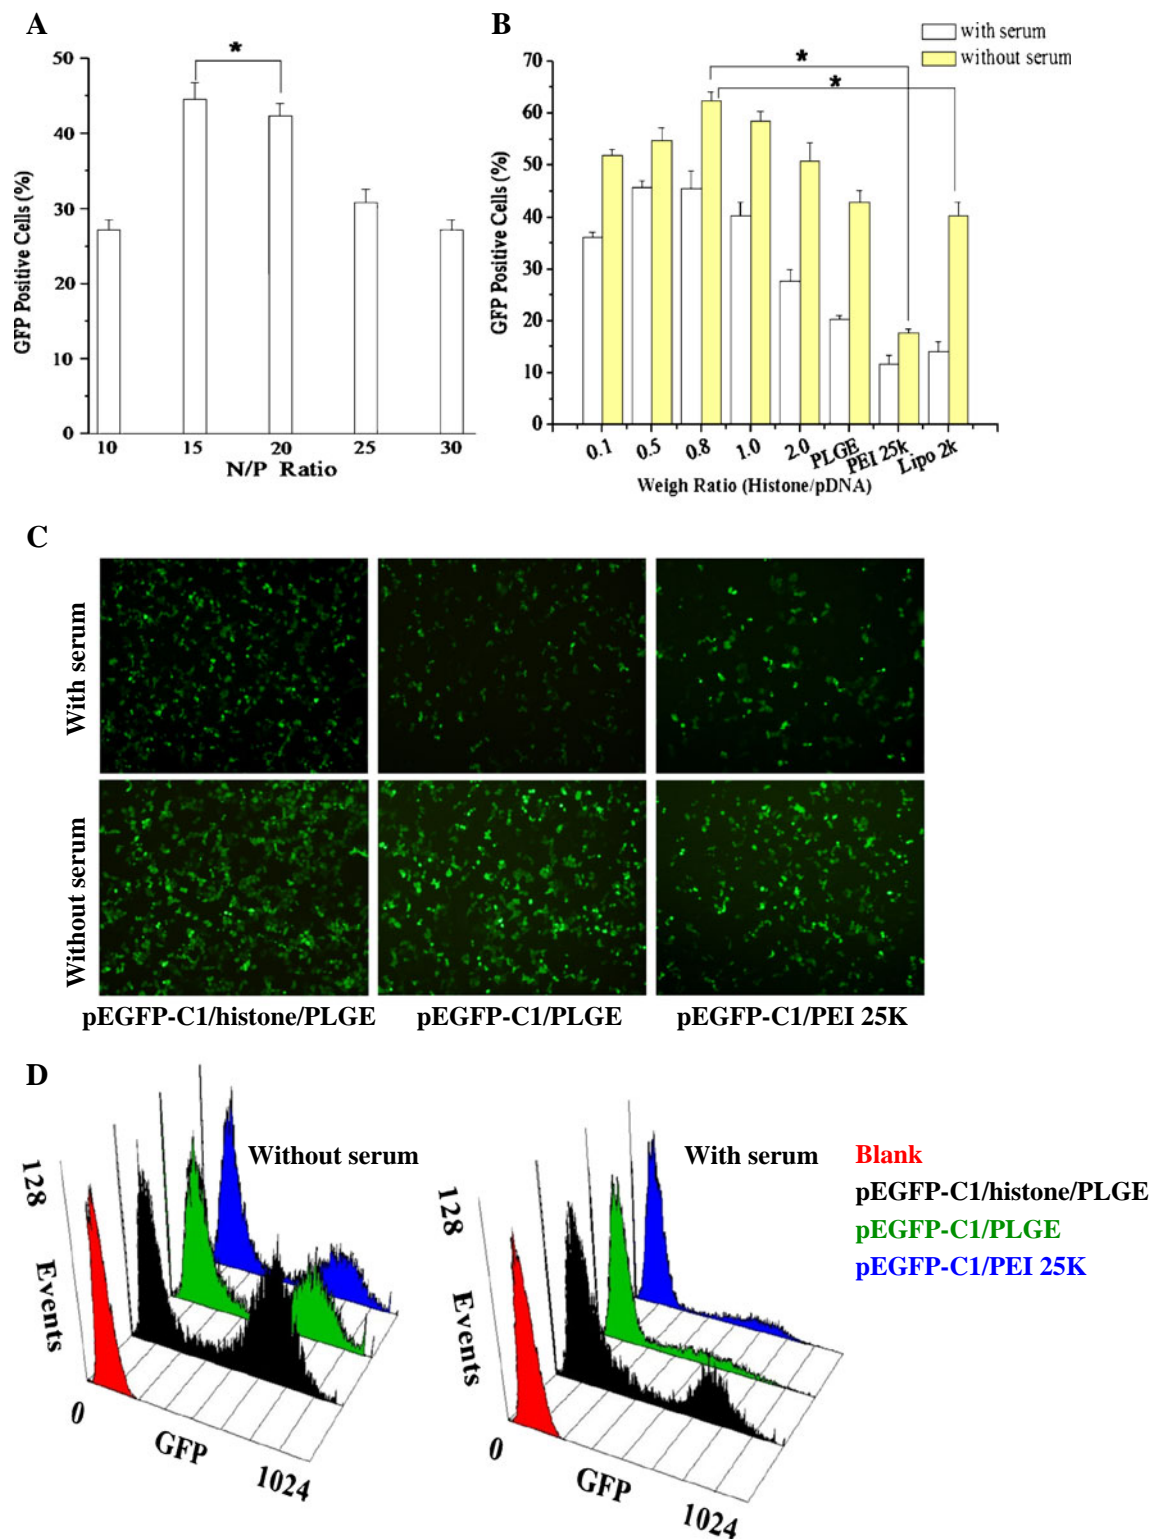 A
*
50
40
30
20
10
0
GFP Positive Cells (%)
10 15 20 25 30
N/P Ratio
B
with serum
without serum
*
*
70
60
50
40
30
20
10
0
GFP Positive Cells (%)
0.1 0.5 0.8 1.0 2.0 PLGE PEI 25k Lipo 2k
Weigh Ratio (Histone/pDNA)
C
With serum
Without serum
pEGFP-C1/histone/PLGE pEGFP-C1/PLGE pEGFP-C1/PEI 25K
D
Without serum
128
Events
0
GFP
1024
With serum
128
Events
0
GFP
1024
Blank
pEGFP-C1/histone/PLGE
pEGFP-C1/PLGE
pEGFP-C1/PEI 25K